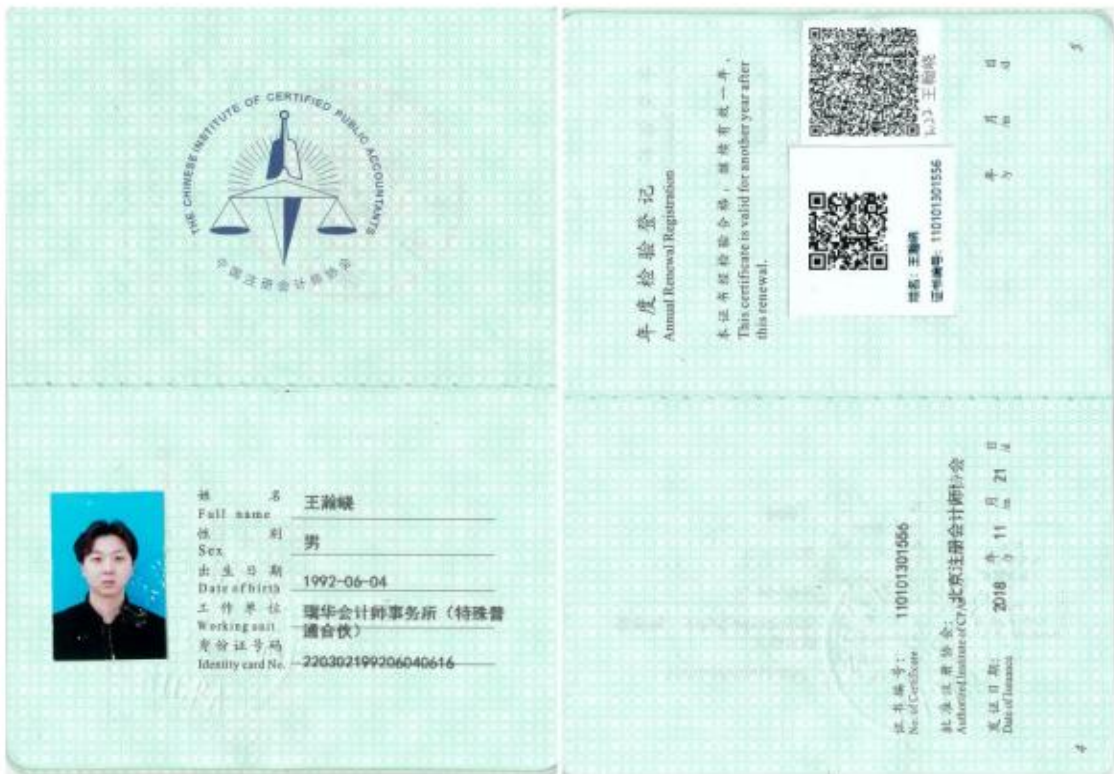 THE CHINESE INSTITUTE OF CERTIFIED PUBLIC ACCOUNTANTS
中国注册会计师协会
姓 名
Full name
王瀚峣
性 别
Sex
男
出 生 日 期
Date of birth
1992-06-04
工 作 单 位
Working unit
瑞华会计师事务所（特殊普
通合伙）
身份证号码
Identity card No.
220302199206040616
年度检验登记
Annual Renewal Registration
本证书经检验合格，继续有效一年。
This certificate is valid for another year after
this renewal.
姓名：王瀚峣
证书编号：110101301556
年 月 日
/y /m /d
5
证书编号：
No. of Certificate
110101301556
批准注册协会：
Authorized Institute of CPAs
北京注册会计师协会
发证日期：
Date of Issuance
2018 年 11 月 21 日
/y /m /d
4